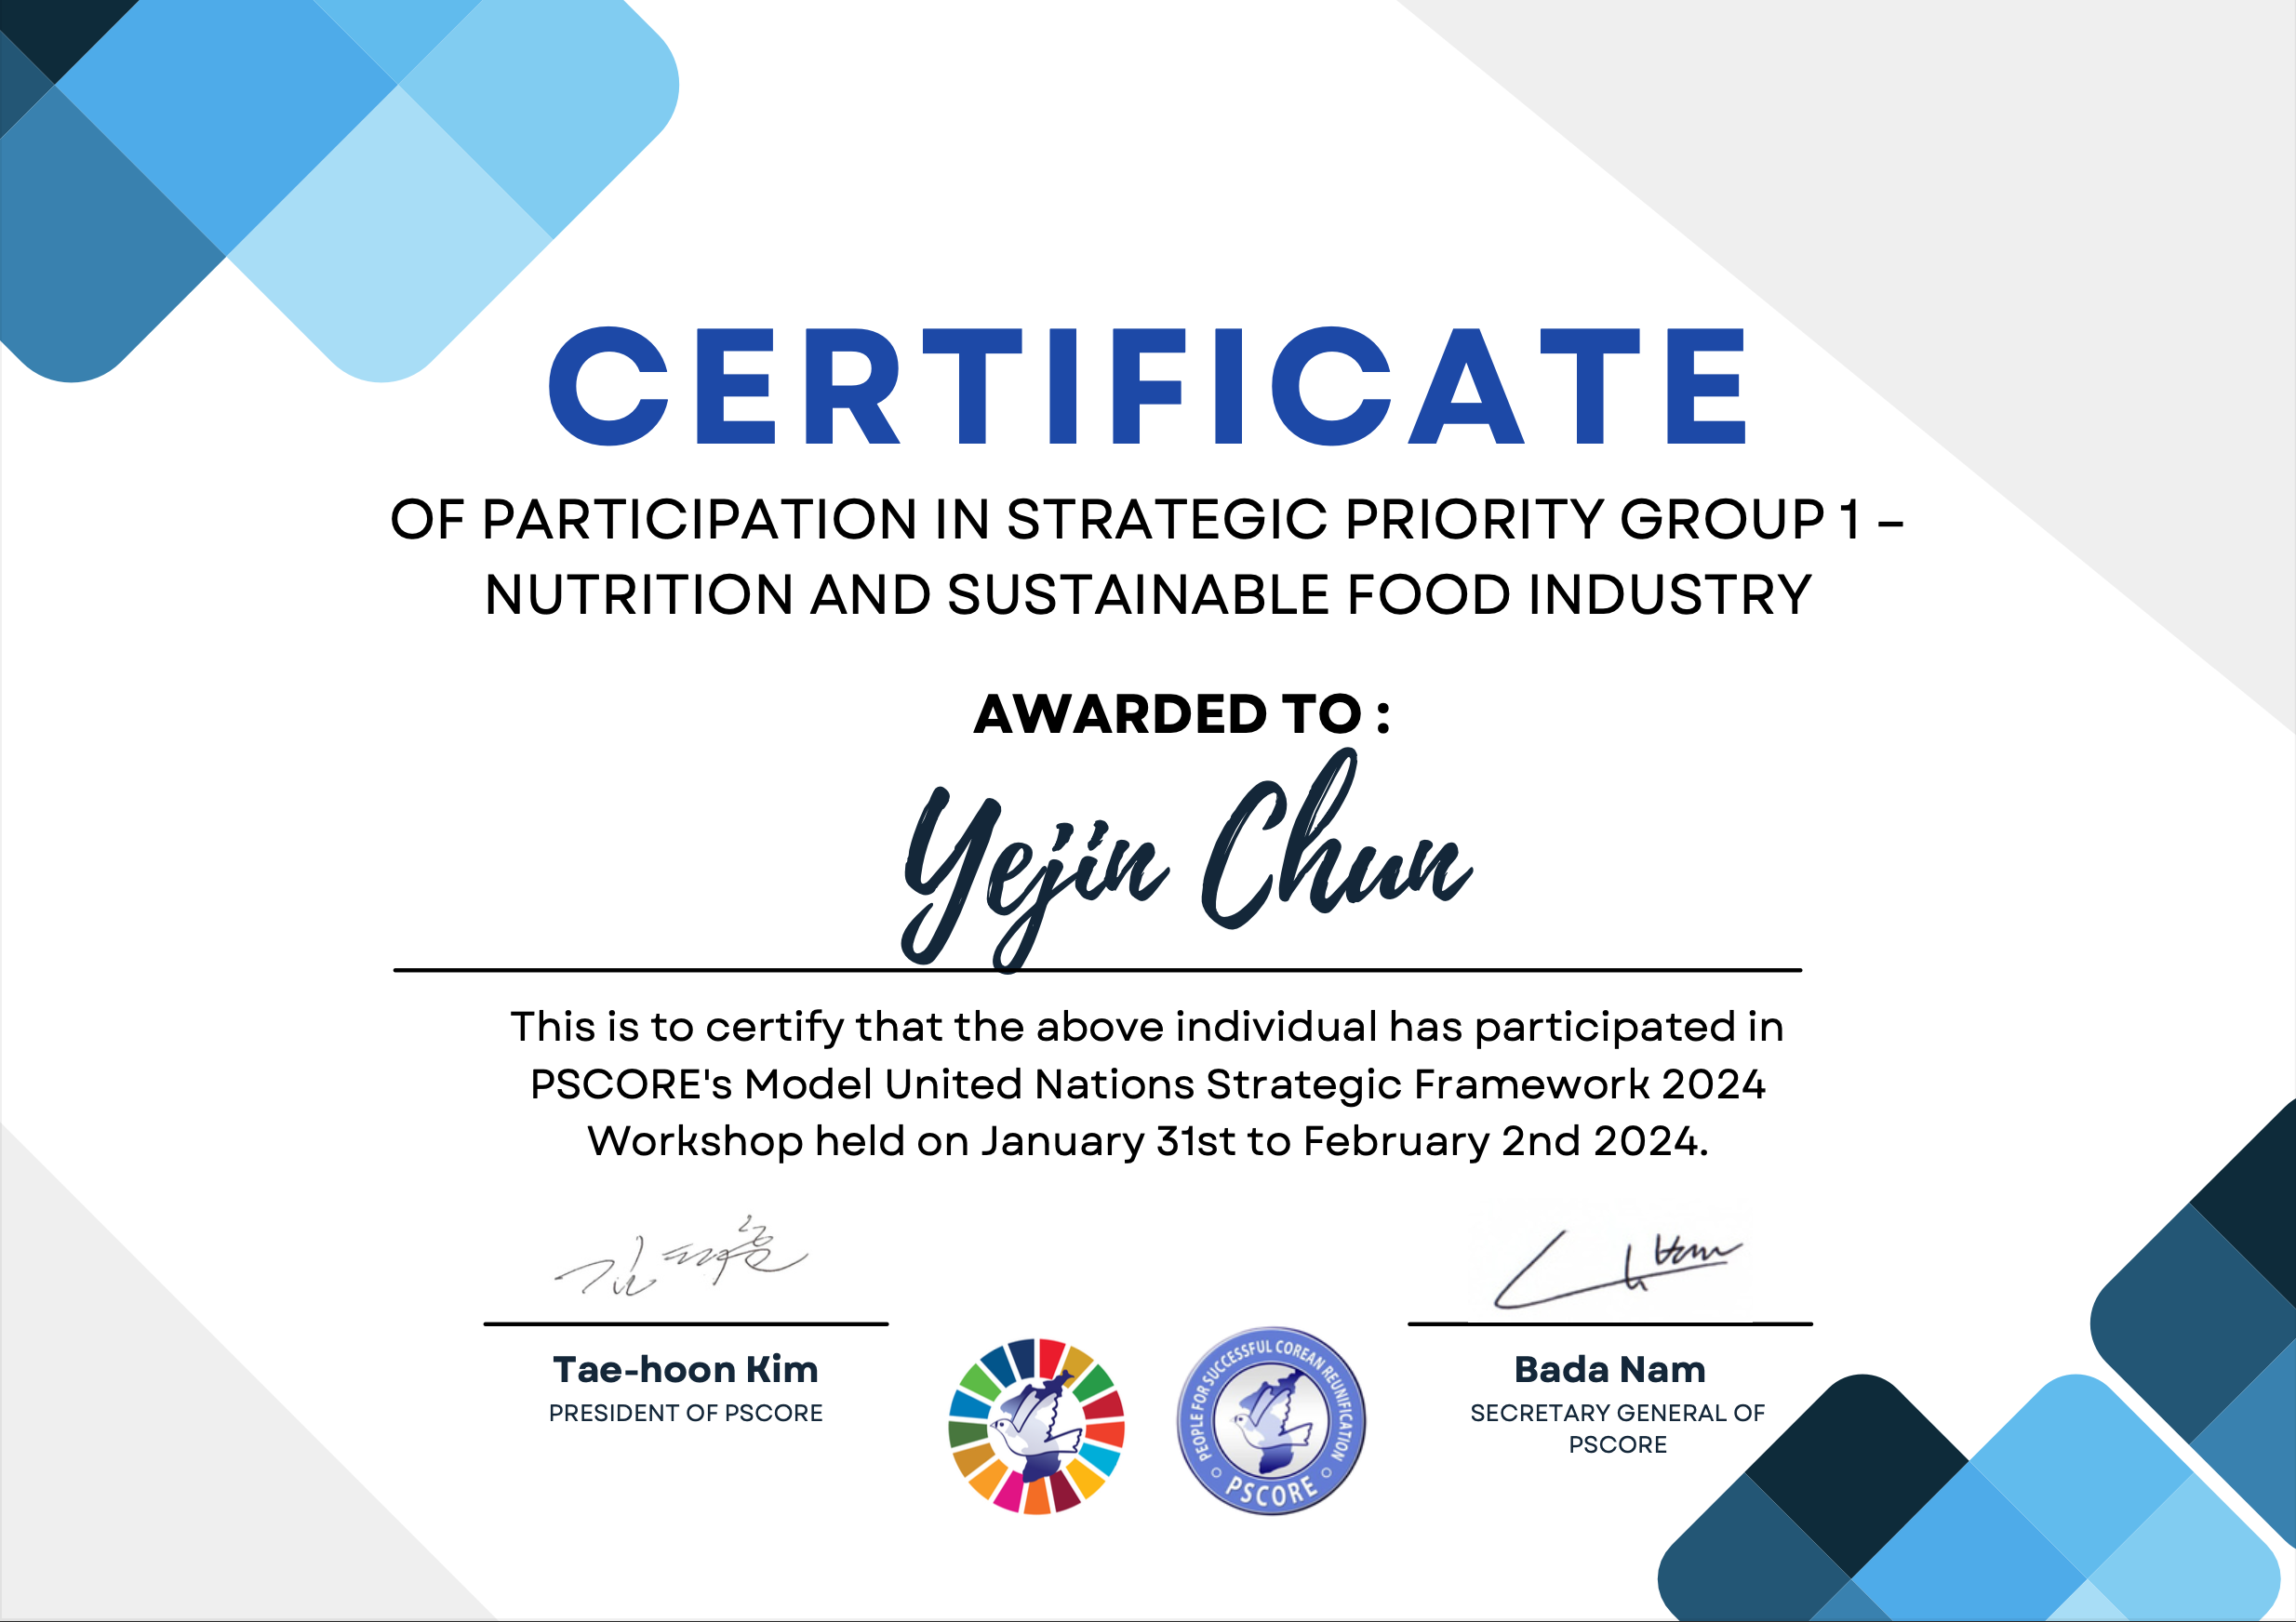 CERTIFICATE
OF PARTICIPATION IN STRATEGIC PRIORITY GROUP 1 –
NUTRITION AND SUSTAINABLE FOOD INDUSTRY
AWARDED TO :
Yejin Chun
This is to certify that the above individual has participated in
PSCORE's Model United Nations Strategic Framework 2024
Workshop held on January 31st to February 2nd 2024.
Tae-hoon Kim
PRESIDENT OF PSCORE
PEOPLE FOR SUCCESSFUL COREAN REUNIFICATION
PSCORE
Bada Nam
SECRETARY GENERAL OF
PSCORE